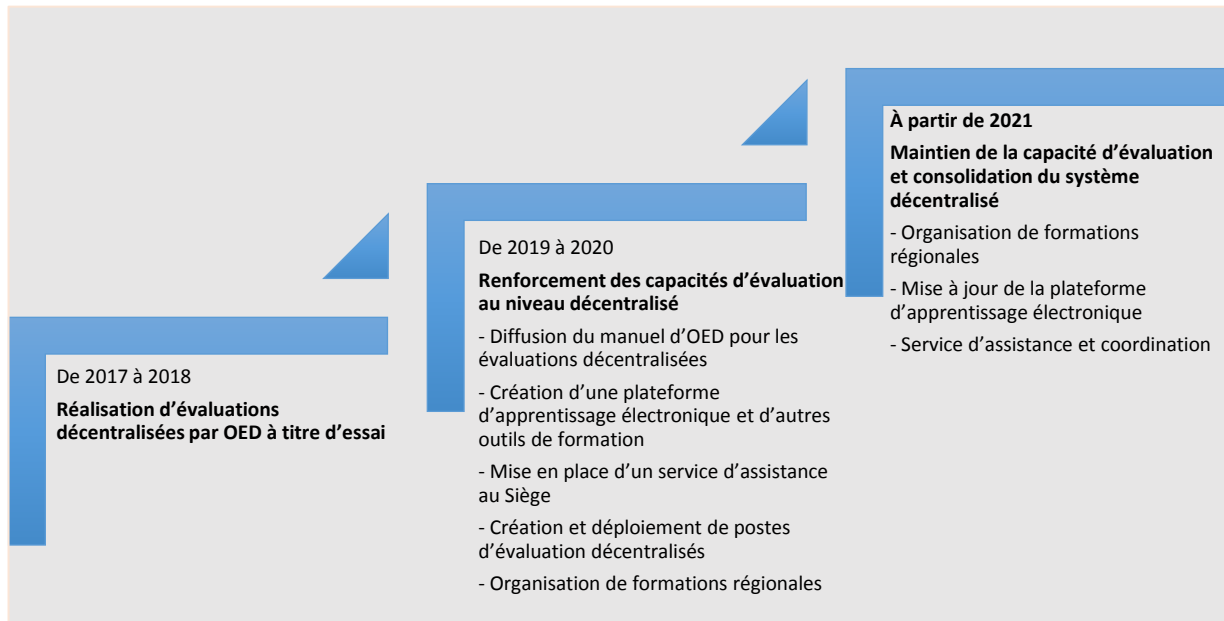 De 2017 à 2018
Réalisation d’évaluations
décentralisées par OED à titre d’essai
De 2019 à 2020
Renforcement des capacités d’évaluation
au niveau décentralisé
- Diffusion du manuel d’OED pour les
évaluations décentralisées
- Création d’une plateforme
d’apprentissage électronique et d’autres
outils de formation
- Mise en place d’un service d’assistance
au Siège
- Création et déploiement de postes
d’évaluation décentralisés
- Organisation de formations régionales
À partir de 2021
Maintien de la capacité d’évaluation
et consolidation du système
décentralisé
- Organisation de formations
régionales
- Mise à jour de la plateforme
d’apprentissage électronique
- Service d’assistance et coordination